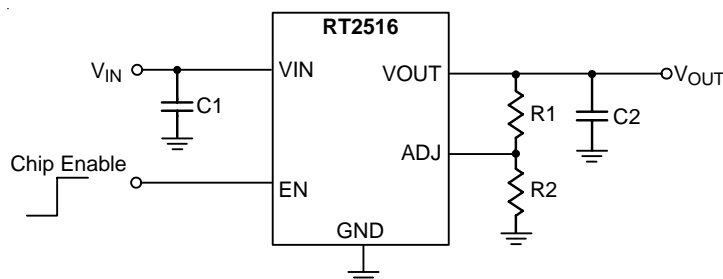 RT2516
VIN
VIN
VOUT
VOUT
C1
R1
C2
Chip Enable
ADJ
EN
R2
GND